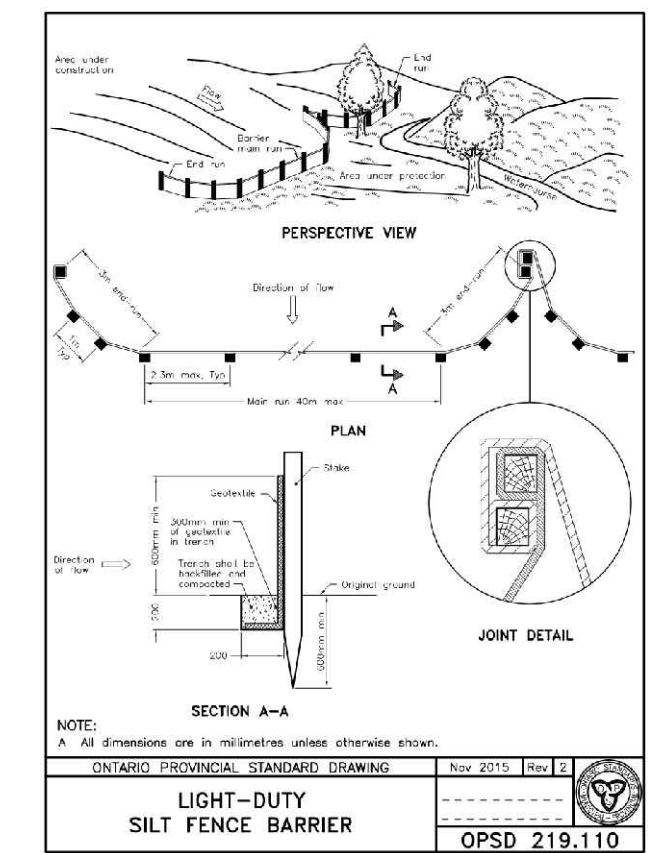 Area under
construction
Flow
End
run
Barrier
main run
End run
Area under protection
Watercourse
PERSPECTIVE VIEW
3m end-run
Direction of flow
3m end-run
A
1m
Typ
2.3m max, Typ
A
Main run 40m max
PLAN
Stake
Geotextile
600mm min
300mm min
of geotextile
in trench
Direction
of flow
Trench shall be
backfilled and
compacted
Original ground
200
600mm min
200
JOINT DETAIL
SECTION A-A
NOTE:
A All dimensions are in millimetres unless otherwise shown.
ONTARIO PROVINCIAL STANDARD DRAWING
Nov 2015 Rev 2
LIGHT-DUTY
SILT FENCE BARRIER
OPSD 219.110